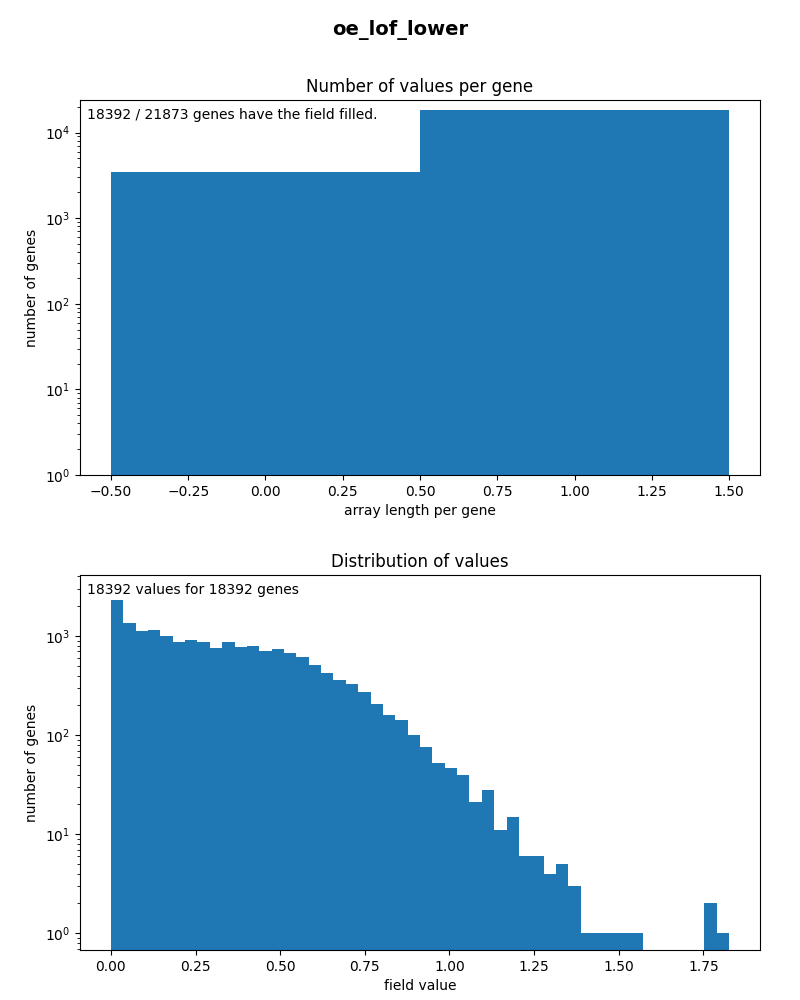 oe_lof_lower
Number of values per gene
18392 / 21873 genes have the field filled.
10⁴
10³
10²
10¹
10⁰
number of genes
−0.50 −0.25 0.00 0.25 0.50 0.75 1.00 1.25 1.50
array length per gene
Distribution of values
18392 values for 18392 genes
10³
10²
10¹
10⁰
number of genes
0.00 0.25 0.50 0.75 1.00 1.25 1.50 1.75
field value